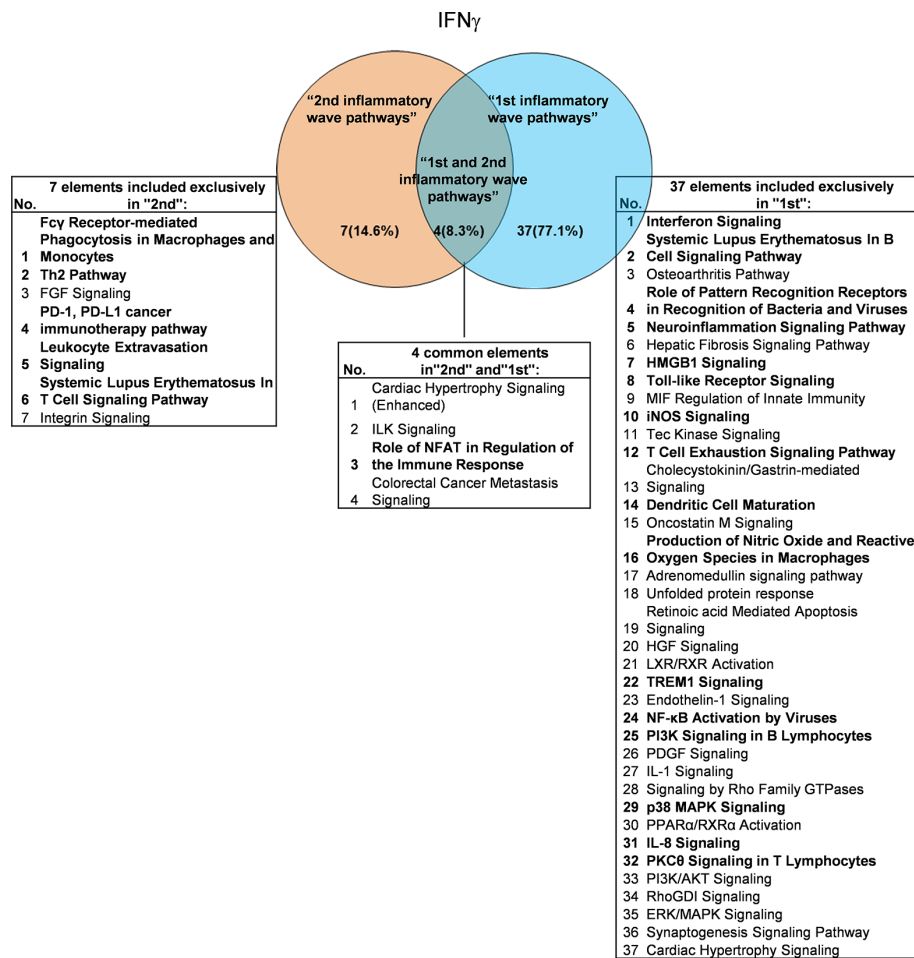 IFNγ
“2nd inflammatory
wave pathways”
“1st inflammatory
wave pathways”
“1st and 2nd
inflammatory wave
pathways”
7(14.6%)
4(8.3%)
37(77.1%)
7 elements included exclusively
No. in "2nd":
Fcγ Receptor-mediated
Phagocytosis in Macrophages and
1 Monocytes
2 Th2 Pathway
3 FGF Signaling
PD-1, PD-L1 cancer
4 immunotherapy pathway
Leukocyte Extravasation
5 Signaling
Systemic Lupus Erythematosus In
6 T Cell Signaling Pathway
7 Integrin Signaling
4 common elements
No. in"2nd" and"1st":
Cardiac Hypertrophy Signaling
1 (Enhanced)
2 ILK Signaling
Role of NFAT in Regulation of
3 the Immune Response
Colorectal Cancer Metastasis
4 Signaling
37 elements included exclusively
No. in "1st":
1 Interferon Signaling
Systemic Lupus Erythematosus In B
2 Cell Signaling Pathway
3 Osteoarthritis Pathway
Role of Pattern Recognition Receptors
4 in Recognition of Bacteria and Viruses
5 Neuroinflammation Signaling Pathway
6 Hepatic Fibrosis Signaling Pathway
7 HMGB1 Signaling
8 Toll-like Receptor Signaling
9 MIF Regulation of Innate Immunity
10 iNOS Signaling
11 Tec Kinase Signaling
12 T Cell Exhaustion Signaling Pathway
Cholecystokinin/Gastrin-mediated
13 Signaling
14 Dendritic Cell Maturation
15 Oncostatin M Signaling
Production of Nitric Oxide and Reactive
16 Oxygen Species in Macrophages
17 Adrenomedullin signaling pathway
18 Unfolded protein response
Retinoic acid Mediated Apoptosis
19 Signaling
20 HGF Signaling
21 LXR/RXR Activation
22 TREM1 Signaling
23 Endothelin-1 Signaling
24 NF-κB Activation by Viruses
25 PI3K Signaling in B Lymphocytes
26 PDGF Signaling
27 IL-1 Signaling
28 Signaling by Rho Family GTPases
29 p38 MAPK Signaling
30 PPARα/RXRα Activation
31 IL-8 Signaling
32 PKCθ Signaling in T Lymphocytes
33 PI3K/AKT Signaling
34 RhoGDI Signaling
35 ERK/MAPK Signaling
36 Synaptogenesis Signaling Pathway
37 Cardiac Hypertrophy Signaling